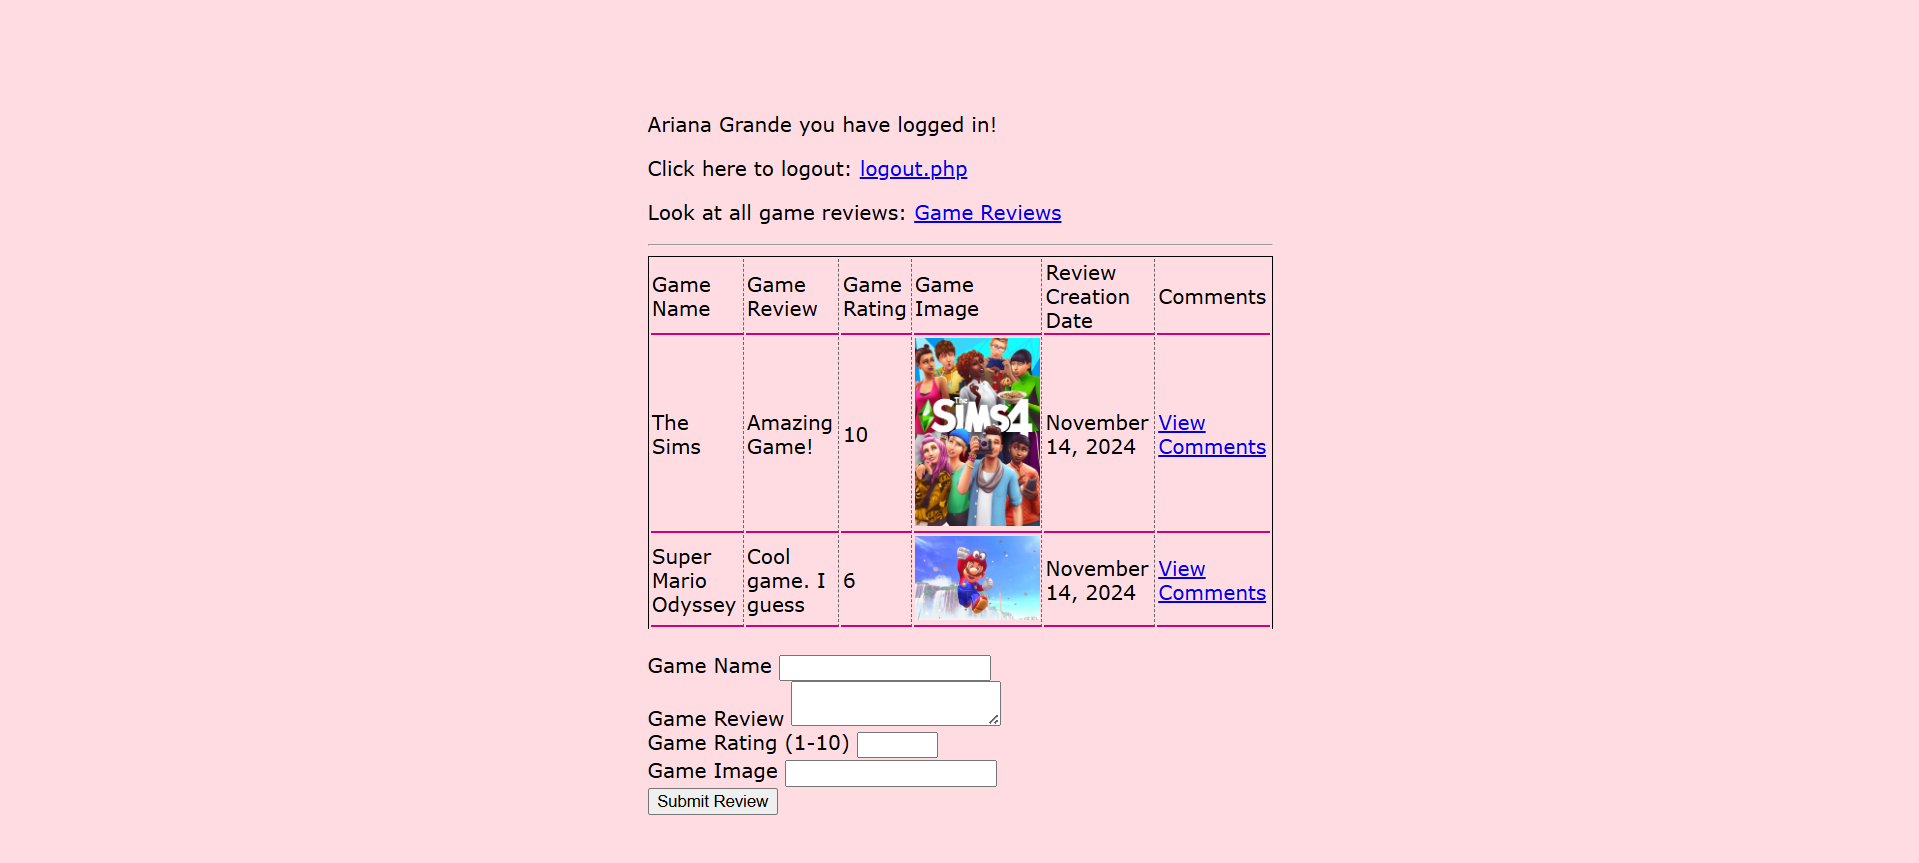 Ariana Grande you have logged in!
Click here to logout: logout.php
Look at all game reviews: Game Reviews
Game Name
Game Review
Game Rating
Game Image
Review Creation Date
Comments
The Sims
Amazing Game!
10
The Sims 4
November 14, 2024
View Comments
Super Mario Odyssey
Cool game. I guess
6
November 14, 2024
View Comments
Game Name
Game Review
Game Rating (1-10)
Game Image
Submit Review